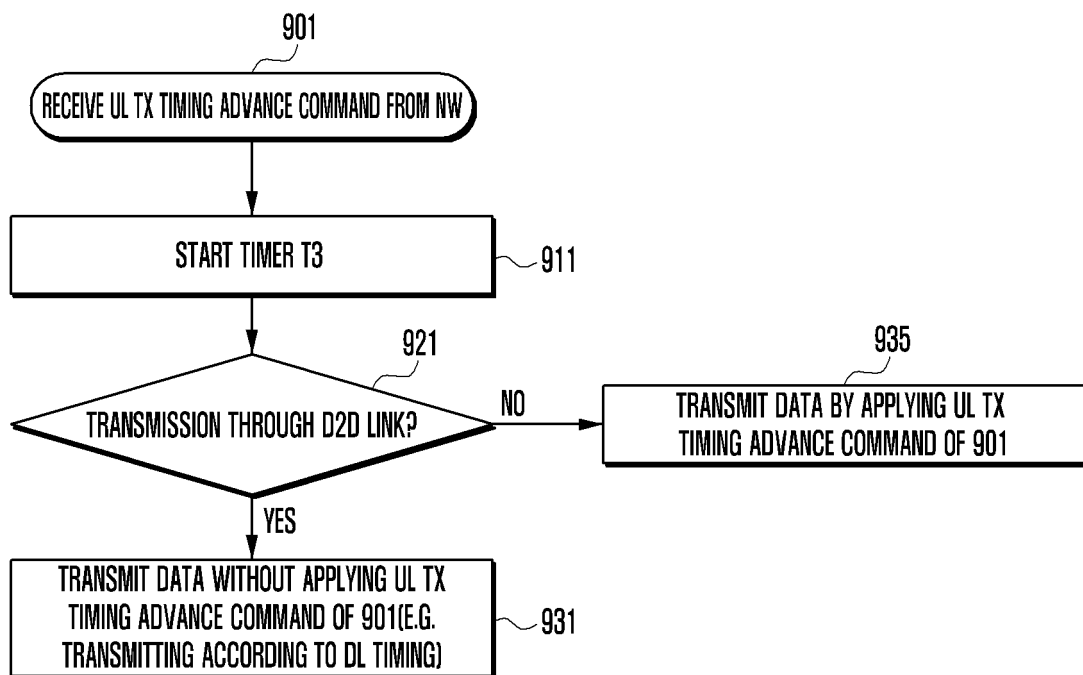 901
RECEIVE UL TX TIMING ADVANCE COMMAND FROM NW
START TIMER T3
911
921
TRANSMISSION THROUGH D2D LINK?
NO
935
TRANSMIT DATA BY APPLYING UL TX
TIMING ADVANCE COMMAND OF 901
YES
TRANSMIT DATA WITHOUT APPLYING UL TX
TIMING ADVANCE COMMAND OF 901(E.G.
TRANSMITTING ACCORDING TO DL TIMING)
931